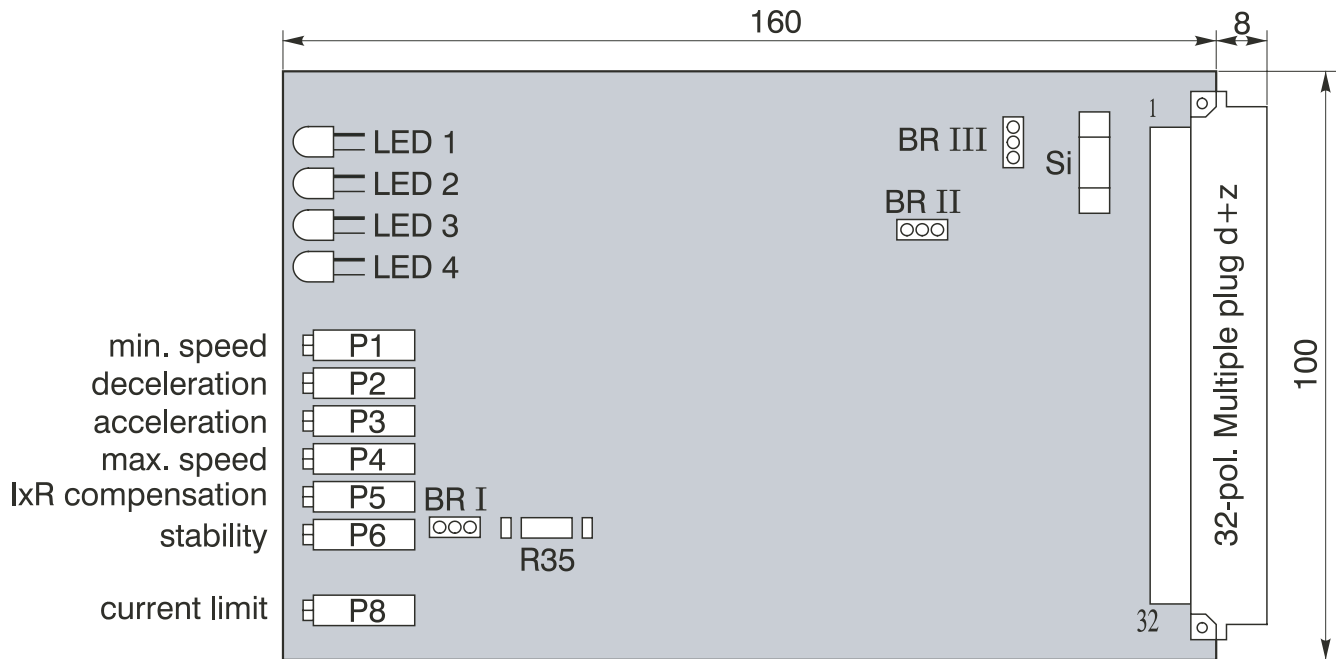 160
8
LED 1
LED 2
LED 3
LED 4
BR III
BR II
Si
1
min. speed P1
deceleration P2
acceleration P3
max. speed P4
IxR compensation P5
stability P6
BR I
R35
current limit P8
32
32-pol. Multiple plug d+z
100